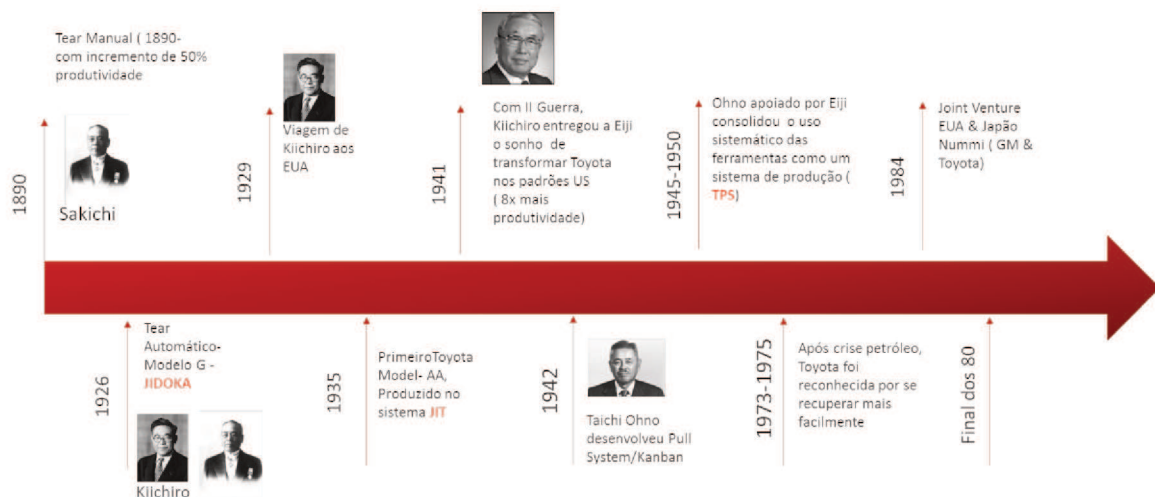 Tear Manual ( 1890-
com incremento de 50%
produtividade
1890
Sakichi
1929
Viagem de
Kiichiro aos
EUA
1941
Com II Guerra,
Kiichiro entregou a Eiji
o sonho de
transformar Toyota
nos padrões US
( 8x mais
produtividade)
1945-1950
Ohno apoiado por Eiji
consolidou o uso
sistemático das
ferramentas como um
sistema de produção (
TPS)
1984
Joint Venture
EUA & Japão
Nummi ( GM &
Toyota)
1926
Tear
Automático-
Modelo G -
JIDOKA
Kiichiro
1935
PrimeiroToyota
Model- AA,
Produzido no
sistema JIT
1942
Taichi Ohno
desenvolveu Pull
System/Kanban
1973-1975
Após crise petróleo,
Toyota foi
reconhecida por se
recuperar mais
facilmente
Final dos 80